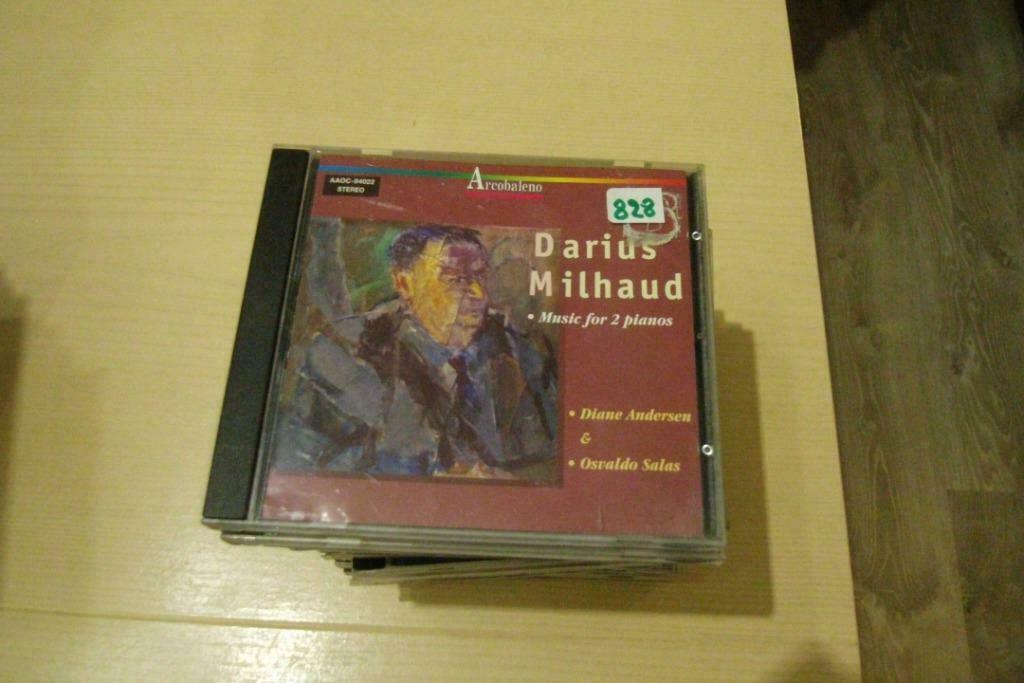 AAOC-94022
STEREO
Arcobaleno
828
B
Darius
Milhaud
• Music for 2 pianos
• Diane Andersen
&
• Osvaldo Salas